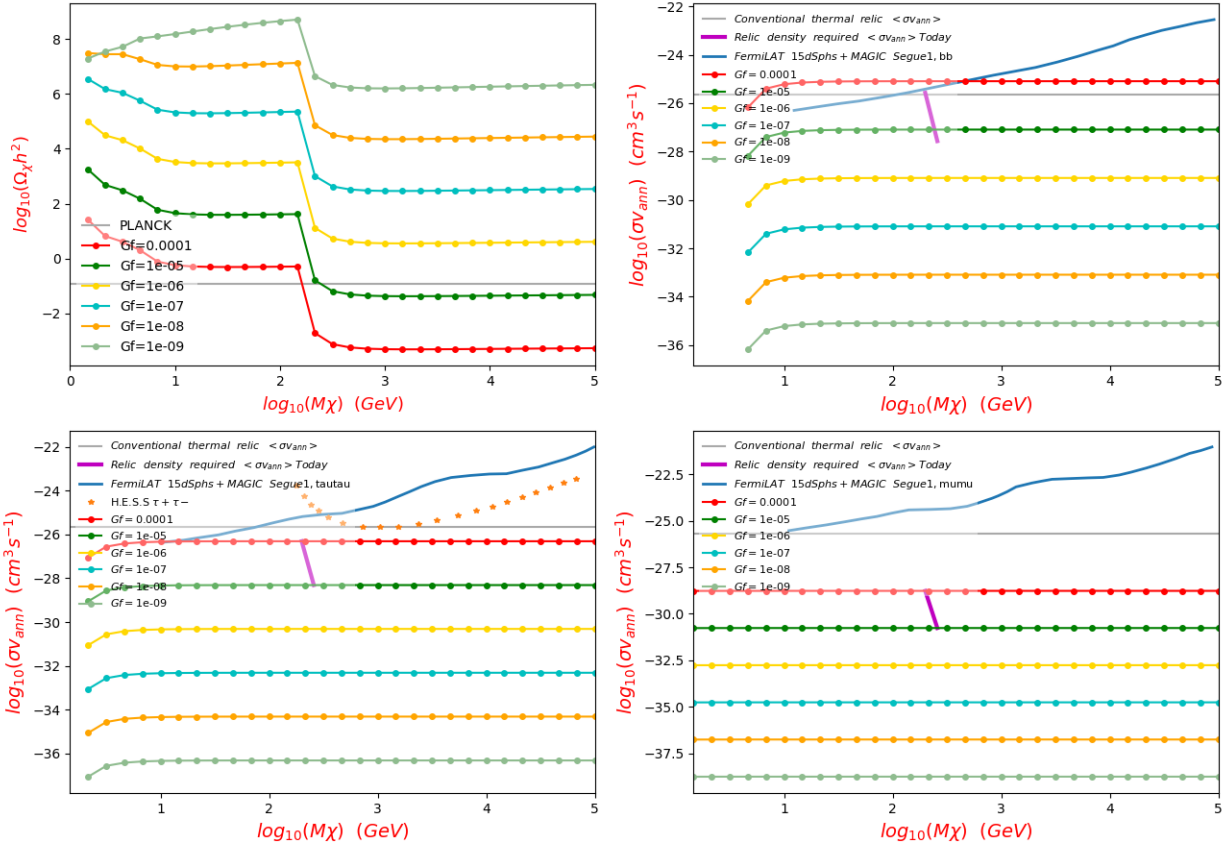 8
6
4
2
0
−2
log₁₀(Ωχh²)
PLANCK
Gf=0.0001
Gf=1e-05
Gf=1e-06
Gf=1e-07
Gf=1e-08
Gf=1e-09
0 1 2 3 4 5
log₁₀(Mχ) (GeV)
−22
−24
−26
−28
−30
−32
−34
−36
log₁₀(σv_ann) (cm³s⁻¹)
Conventional thermal relic <σv_ann>
Relic density required <σv_ann> Today
FermiLAT 15dSphs+MAGIC Segue1, bb
Gf=0.0001
Gf=1e−05
Gf=1e−06
Gf=1e−07
Gf=1e−08
Gf=1e−09
1 2 3 4 5
log₁₀(Mχ) (GeV)
−22
−24
−26
−28
−30
−32
−34
−36
log₁₀(σv_ann) (cm³s⁻¹)
Conventional thermal relic <σv_ann>
Relic density required <σv_ann> Today
FermiLAT 15dSphs+MAGIC Segue1, tautau
H.E.S.S τ+τ−
Gf=0.0001
Gf=1e−05
Gf=1e−06
Gf=1e−07
Gf=1e−08
Gf=1e−09
1 2 3 4 5
log₁₀(Mχ) (GeV)
−22.5
−25.0
−27.5
−30.0
−32.5
−35.0
−37.5
log₁₀(σv_ann) (cm³s⁻¹)
Conventional thermal relic <σv_ann>
Relic density required <σv_ann> Today
FermiLAT 15dSphs+MAGIC Segue1, mumu
Gf=0.0001
Gf=1e−05
Gf=1e−06
Gf=1e−07
Gf=1e−08
Gf=1e−09
1 2 3 4 5
log₁₀(Mχ) (GeV)